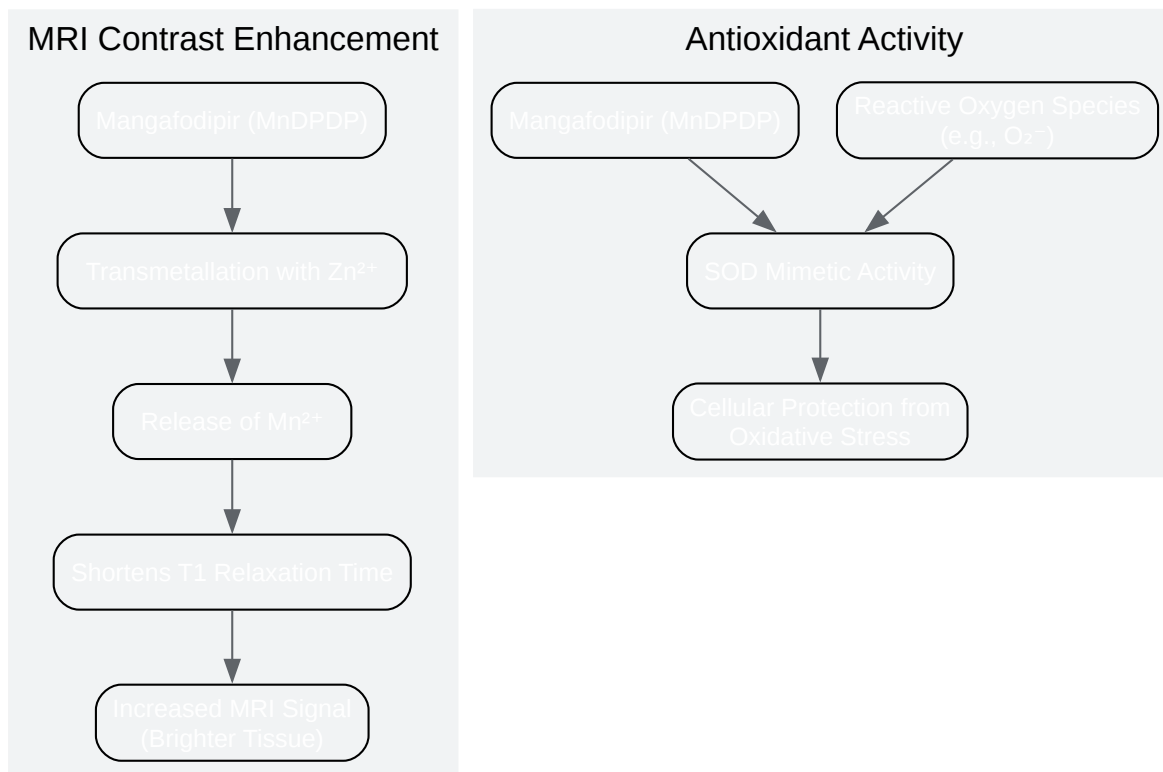 MRI Contrast Enhancement
Mangafodipir (MnDPDP)
Transmetallation with Zn²⁺
Release of Mn²⁺
Shortens T1 Relaxation Time
Increased MRI Signal
(Brighter Tissue)
Antioxidant Activity
Mangafodipir (MnDPDP)
Reactive Oxygen Species
(e.g., O₂⁻)
SOD Mimetic Activity
Cellular Protection from
Oxidative Stress